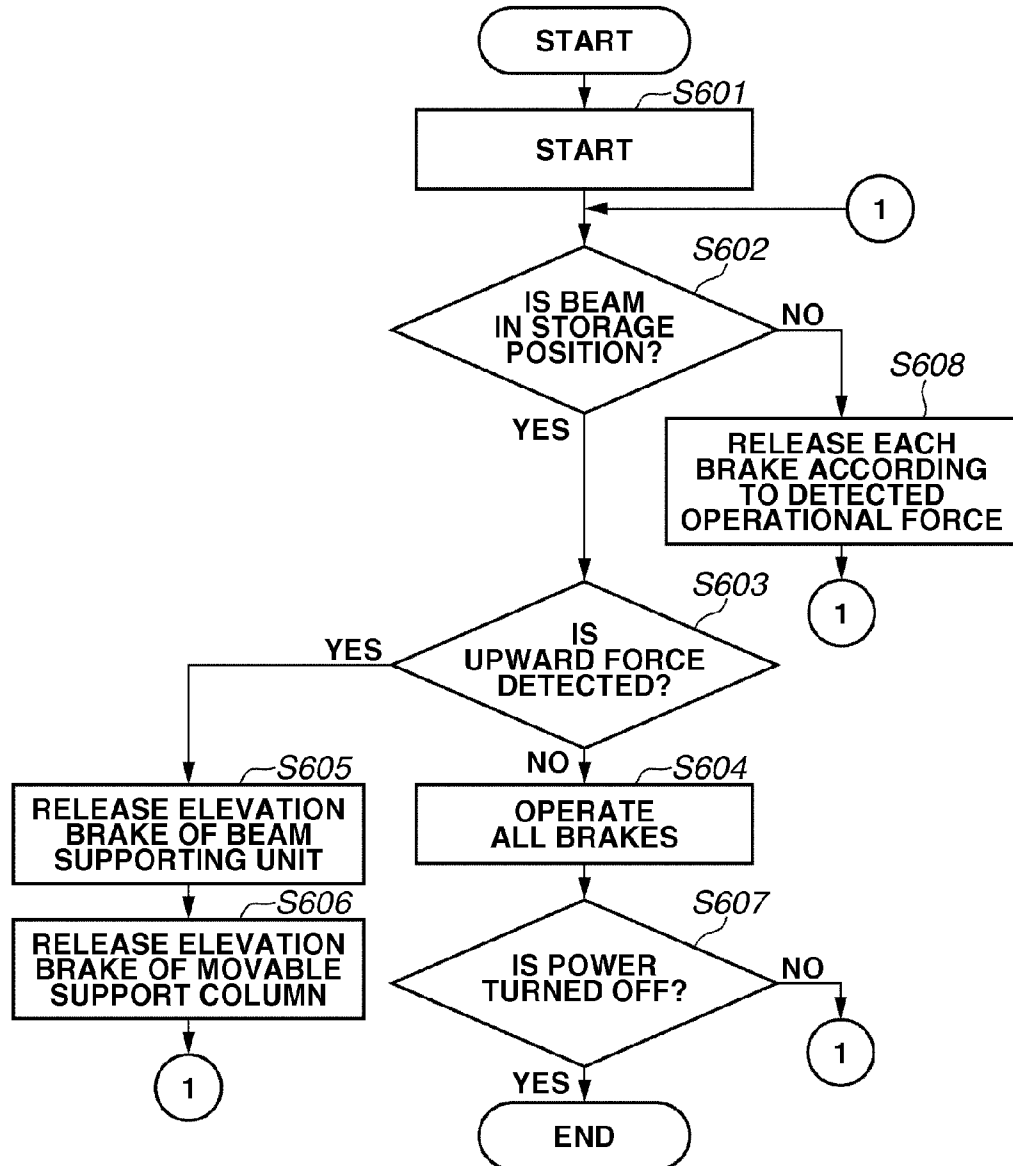 START
S601
START
1
S602
IS BEAM
IN STORAGE
POSITION?
NO
YES
S608
RELEASE EACH
BRAKE ACCORDING
TO DETECTED
OPERATIONAL FORCE
1
S603
IS
UPWARD FORCE
DETECTED?
YES
NO
S605
RELEASE ELEVATION
BRAKE OF BEAM
SUPPORTING UNIT
S604
OPERATE
ALL BRAKES
S606
RELEASE ELEVATION
BRAKE OF MOVABLE
SUPPORT COLUMN
1
S607
IS POWER
TURNED OFF?
NO
1
YES
END